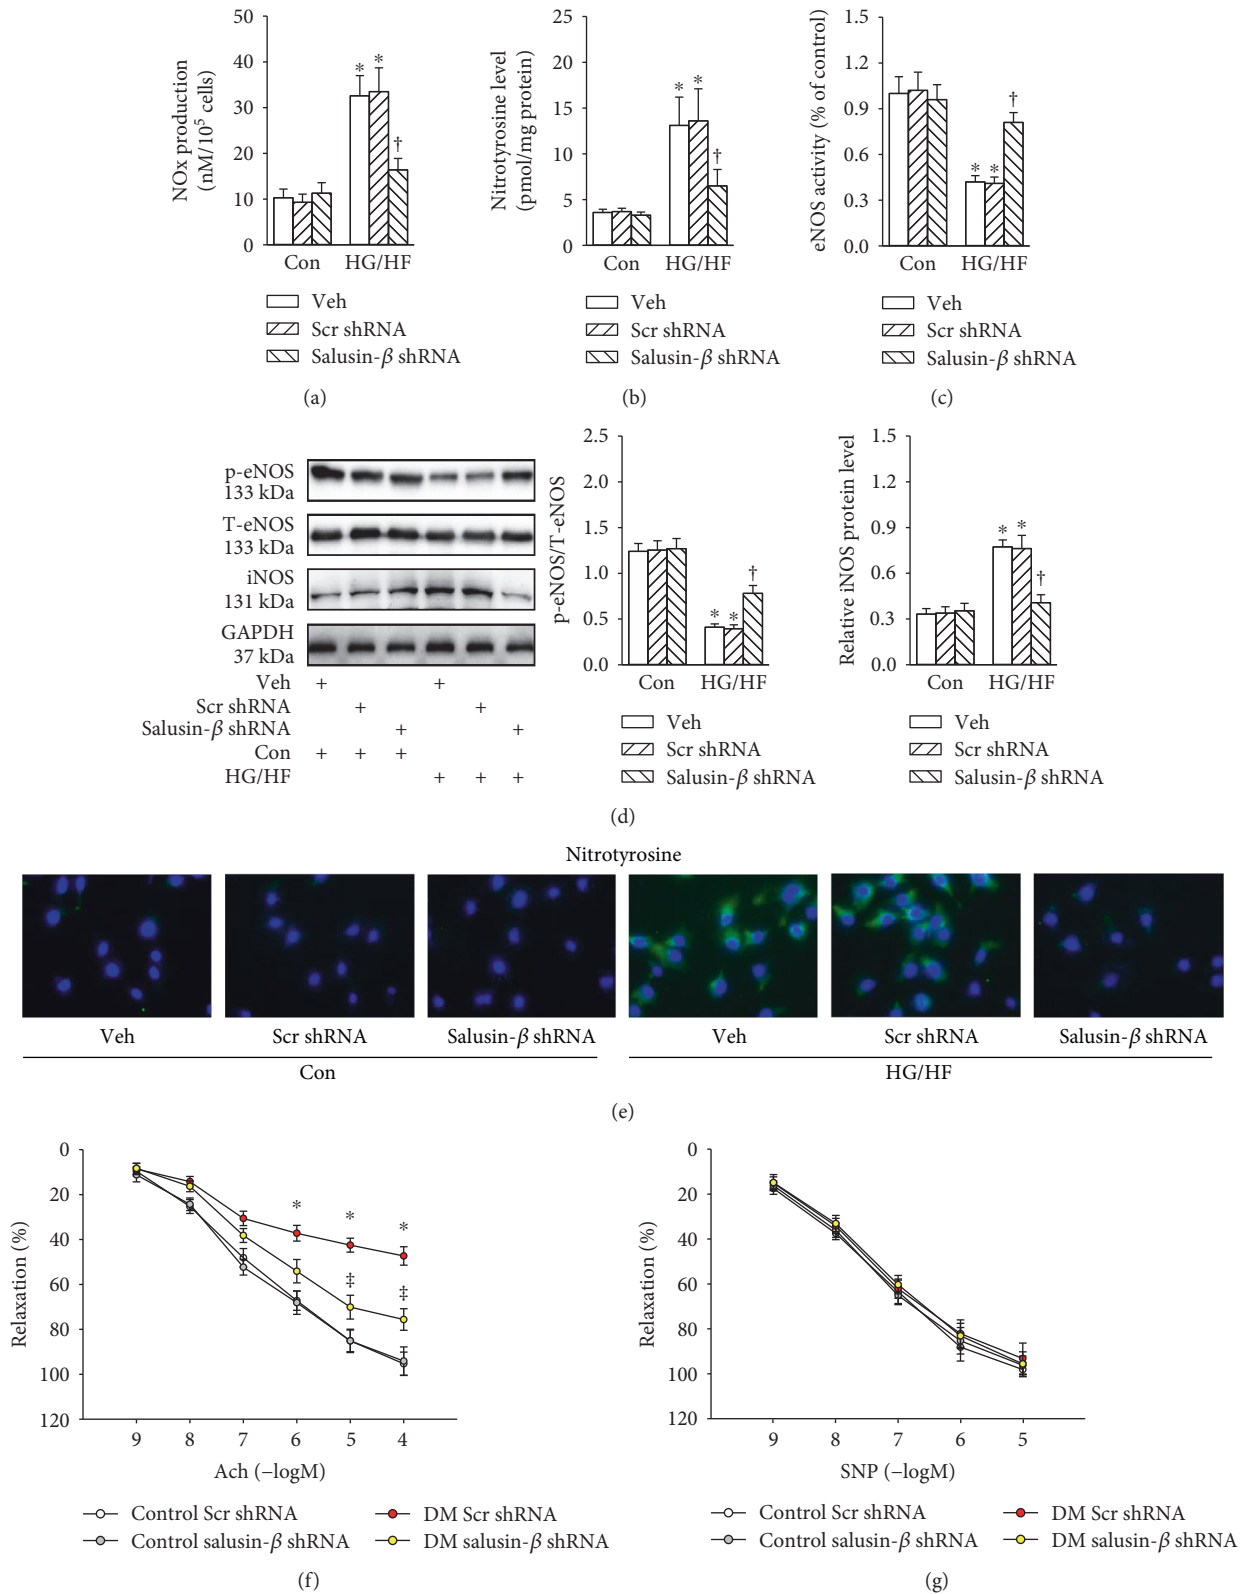 50
40
30
20
10
0
NOx production
(nM/10⁵ cells)
* *
†
Con HG/HF
Veh
Scr shRNA
Salusin-β shRNA
(a)
25
20
15
10
5
0
Nitrotyrosine level
(pmol/mg protein)
* *
†
Con HG/HF
Veh
Scr shRNA
Salusin-β shRNA
(b)
1.5
1.2
0.9
0.6
0.3
0.0
eNOS activity (% of control)
* *
†
Con HG/HF
Veh
Scr shRNA
Salusin-β shRNA
(c)
p-eNOS
133 kDa
T-eNOS
133 kDa
iNOS
131 kDa
GAPDH
37 kDa
Veh + +
Scr shRNA + +
Salusin-β shRNA + +
Con + + +
HG/HF + + +
2.5
2.0
1.5
1.0
0.5
0.0
p-eNOS/T-eNOS
* *
†
Con HG/HF
Veh
Scr shRNA
Salusin-β shRNA
1.5
1.2
0.9
0.6
0.3
0.0
Relative iNOS protein level
* *
†
Con HG/HF
Veh
Scr shRNA
Salusin-β shRNA
(d)
Nitrotyrosine
Veh Scr shRNA Salusin-β shRNA Veh Scr shRNA Salusin-β shRNA
Con HG/HF
(e)
0
20
40
60
80
100
120
Relaxation (%)
* * *
‡ ‡
9 8 7 6 5 4
Ach (−logM)
Control Scr shRNA DM Scr shRNA
Control salusin-β shRNA DM salusin-β shRNA
(f)
0
20
40
60
80
100
120
Relaxation (%)
9 8 7 6 5
SNP (−logM)
Control Scr shRNA DM Scr shRNA
Control salusin-β shRNA DM salusin-β shRNA
(g)